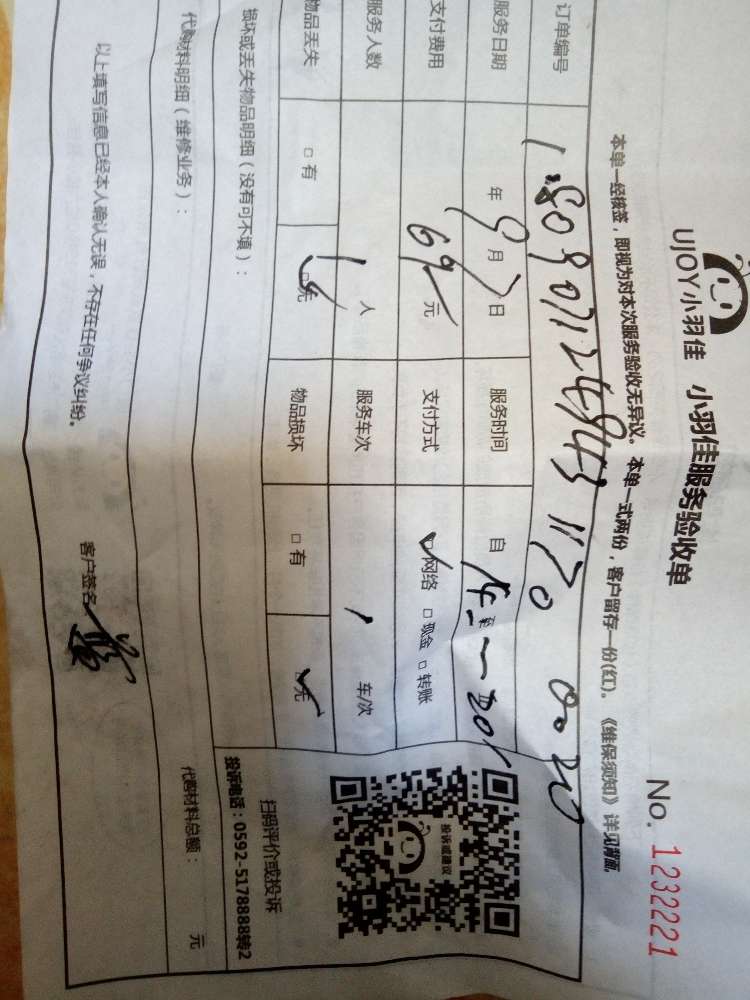 UJOY小羽佳 小羽佳服务验收单
No. 1232221
本单一经核签，即视为对本次服务验收无异议。本单一式两份，客户留存一份(红)。《维保须知》详见背面。
订单编号
服务日期 年 9月7日 服务时间 自
支付费用 69元 支付方式 ☑网络 □现金 □转账
服务人数 1人 服务车次 1 车/次
物品丢失 □有 ☑无 物品损坏 □有 ☑无
投诉或建议
扫码评价或投诉
投诉电话：0592-5178888转2
损坏或丢失物品明细（没有可不填）：
代购材料明细（维修业务）： 代购材料总额： 元
以上填写信息已经本人确认无误，不存在任何争议纠纷。 客户签名